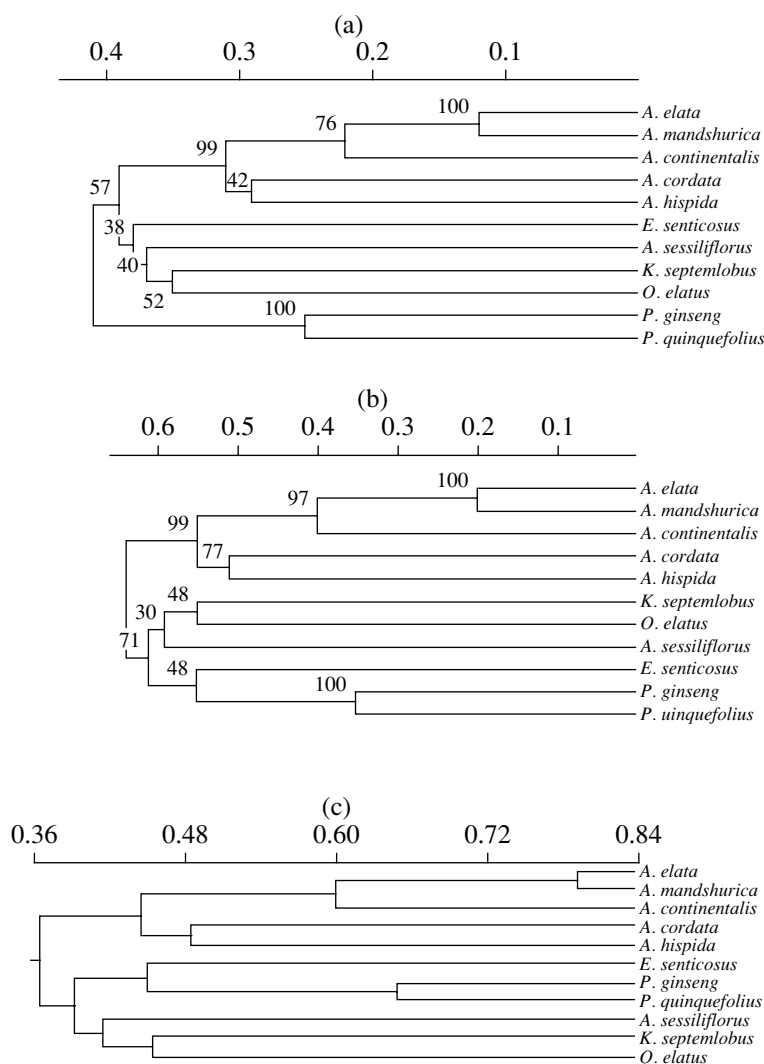 (a)
0.4 0.3 0.2 0.1
100 A. elata
76 A. mandshurica
99 A. continentalis
42 A. cordata
57 A. hispida
38 E. senticosus
40 A. sessiliflorus
52 K. septemlobus
O. elatus
100 P. ginseng
P. quinquefolius
(b)
0.6 0.5 0.4 0.3 0.2 0.1
100 A. elata
97 A. mandshurica
99 A. continentalis
77 A. cordata
A. hispida
48 K. septemlobus
30 O. elatus
71 A. sessiliflorus
48 E. senticosus
100 P. ginseng
P. uinquefolius
(c)
0.36 0.48 0.60 0.72 0.84
A. elata
A. mandshurica
A. continentalis
A. cordata
A. hispida
E. senticosus
P. ginseng
P. quinquefolius
A. sessiliflorus
K. septemlobus
O. elatus